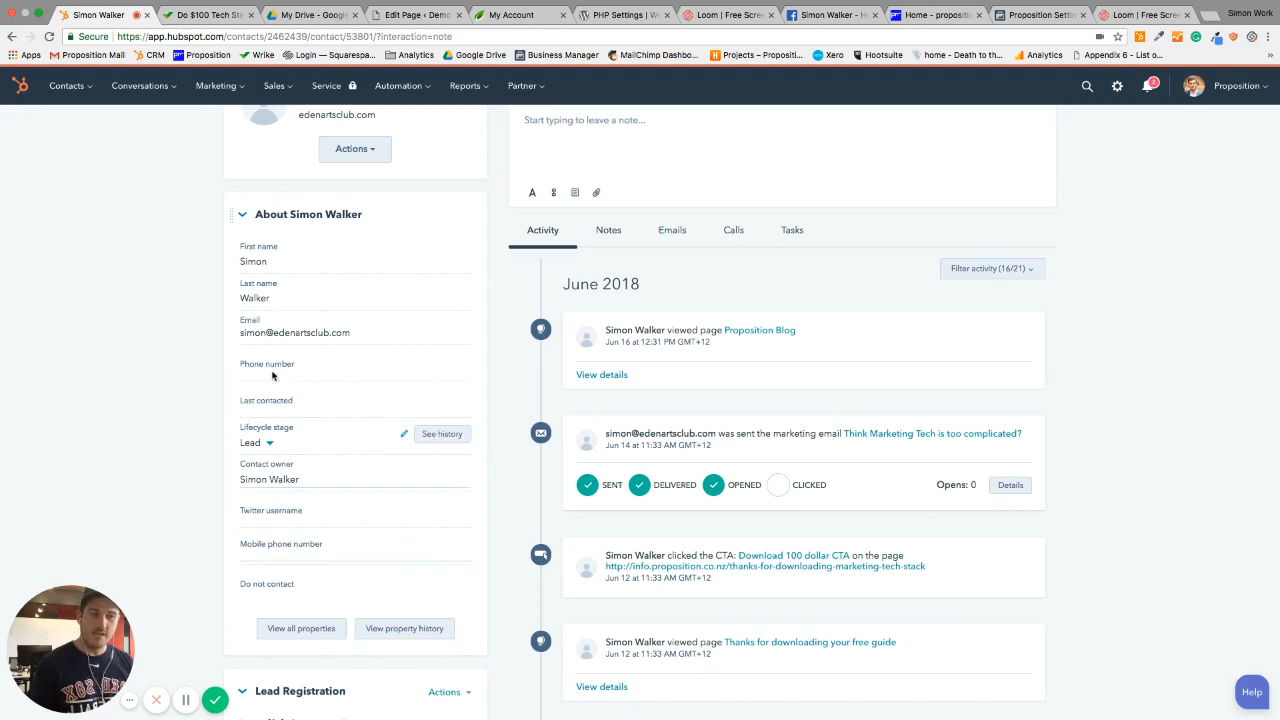 Simon Walker
Do $100 Tech Sta
My Drive - Google
Edit Page ‹ Demo
My Account
WHP Settings | Wo
Loom | Free Scree
Simon Walker - H
Home - propositio
Proposition Settin
Loom | Free Scree
Simon Work
Secure
https://app.hubspot.com/contacts/2462439/contact/53801/?interaction=note
Apps
Proposition Mail
CRM
Proposition
Wrike
Login — Squarespa...
Google Drive
Business Manager
MailChimp Dashbo...
Projects – Propositi...
Xero
Hootsuite
home - Death to th...
Analytics
Appendix 6 - List o...
»
Contacts
Conversations
Marketing
Sales
Service
Automation
Reports
Partner
2
Proposition
edenartsclub.com
Actions
Start typing to leave a note...
A
About Simon Walker
First name
Simon
Last name
Walker
Email
simon@edenartsclub.com
Phone number
Last contacted
Lifecycle stage
Lead
See history
Contact owner
Simon Walker
Twitter username
Mobile phone number
Do not contact
View all properties
View property history
Lead Registration
Actions
Activity
Notes
Emails
Calls
Tasks
Filter activity (16/21)
June 2018
Simon Walker viewed page Proposition Blog
Jun 16 at 12:31 PM GMT+12
View details
simon@edenartsclub.com was sent the marketing email Think Marketing Tech is too complicated?
Jun 14 at 11:33 AM GMT+12
SENT
DELIVERED
OPENED
CLICKED
Opens: 0
Details
Simon Walker clicked the CTA: Download 100 dollar CTA on the page
http://info.proposition.co.nz/thanks-for-downloading-marketing-tech-stack
Jun 12 at 11:33 AM GMT+12
Simon Walker viewed page Thanks for downloading your free guide
Jun 12 at 11:33 AM GMT+12
View details
Help